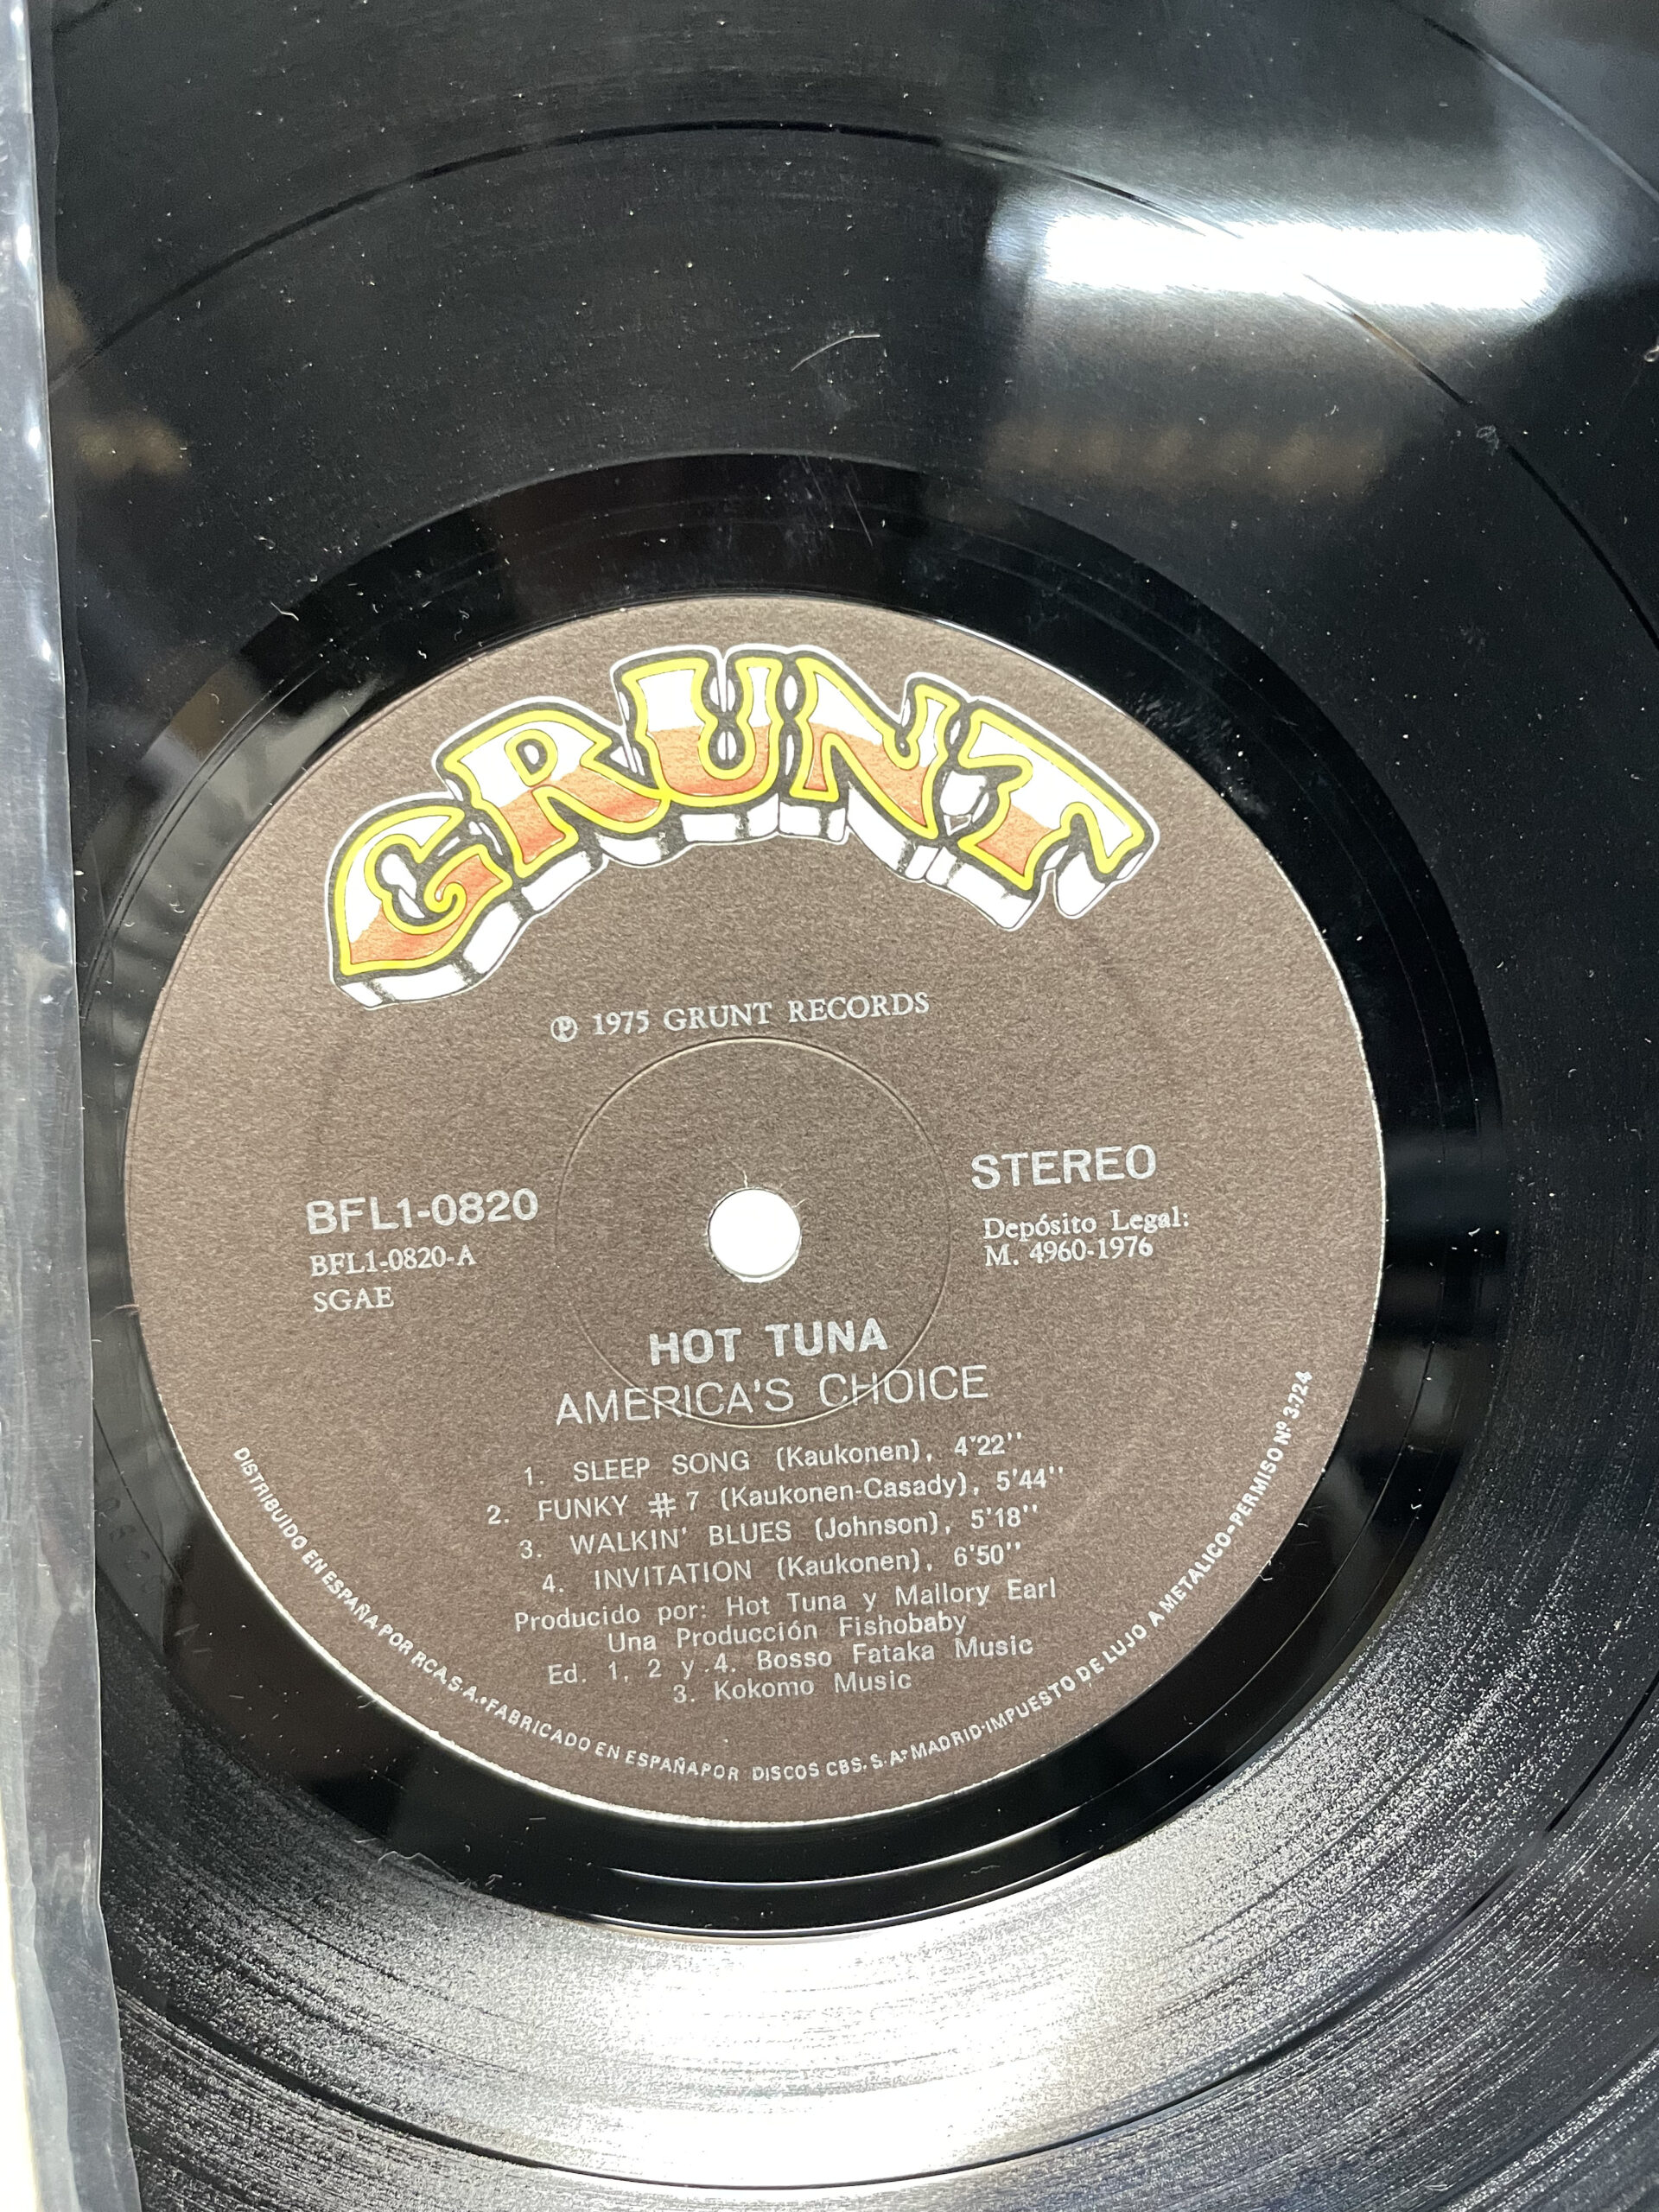 GRUNT
Ⓟ 1975 GRUNT RECORDS
BFL1-0820
BFL1-0820-A
SGAE
STEREO
Depósito Legal:
M. 4960-1976
HOT TUNA
AMERICA'S CHOICE
1. SLEEP SONG (Kaukonen), 4'22''
2. FUNKY # 7 (Kaukonen-Casady), 5'44''
3. WALKIN' BLUES (Johnson), 5'18''
4. INVITATION (Kaukonen), 6'50''
Producido por: Hot Tuna y Mallory Earl
Una Producción Fishobaby
Ed. 1, 2 y 4. Bosso Fataka Music
3. Kokomo Music
DISTRIBUIDO EN ESPAÑA POR RCA, S.A.•FABRICADO EN ESPAÑA POR DISCOS CBS. S. A.-MADRID-IMPUESTO DE LUJO A METALICO-PERMISO Nº 3.724